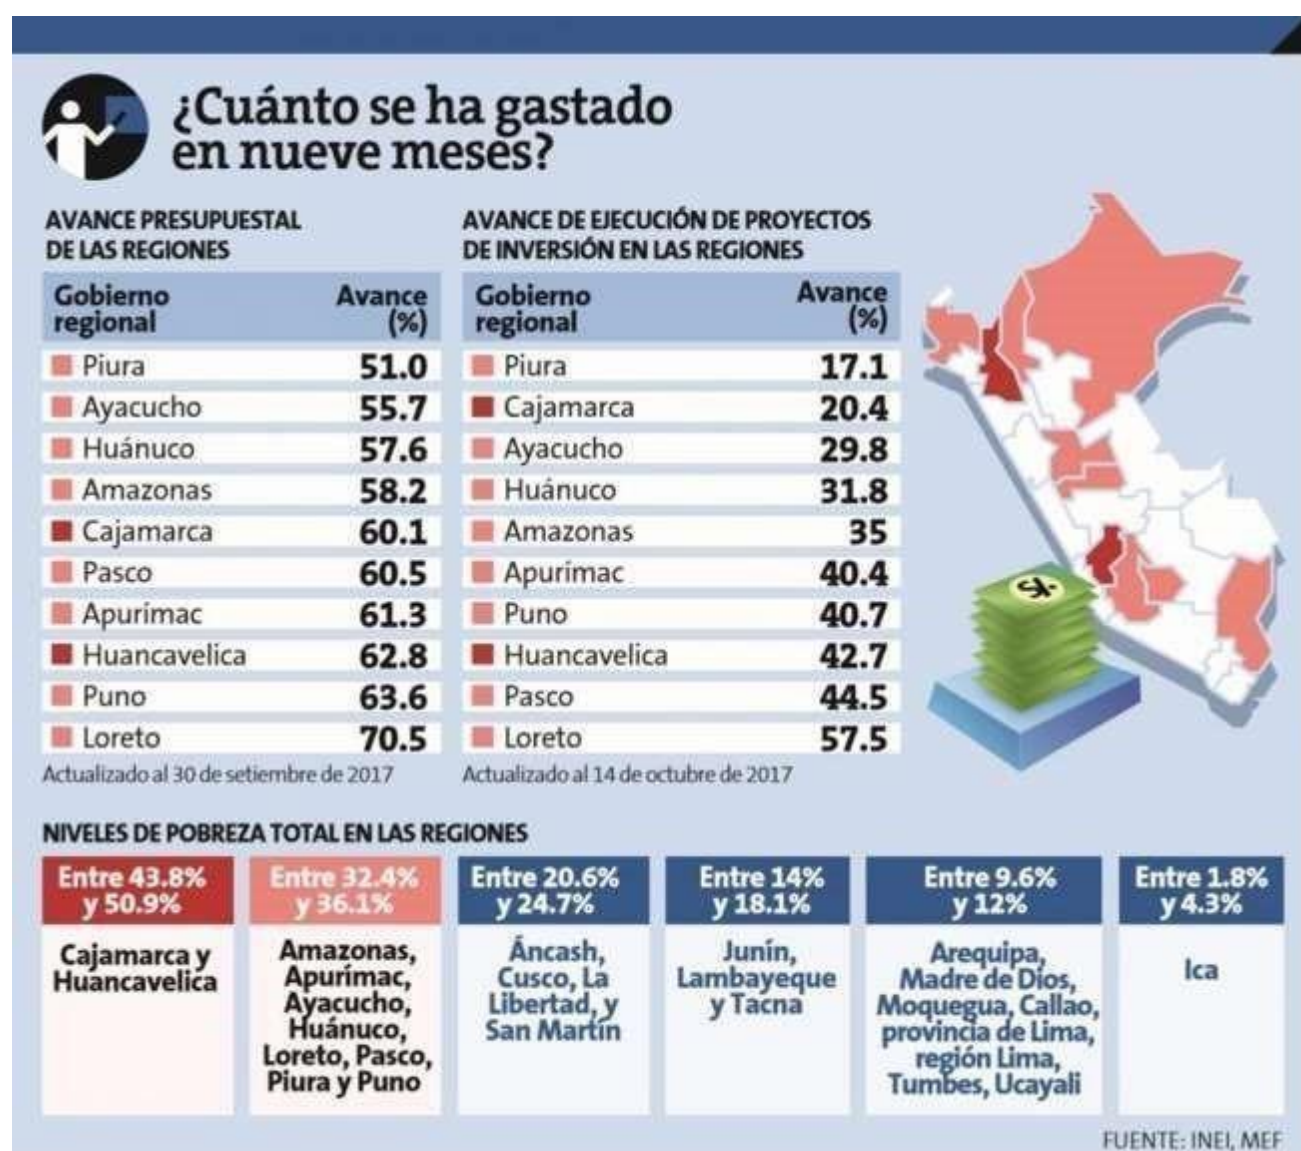 ¿Cuánto se ha gastado
en nueve meses?
AVANCE PRESUPUESTAL
DE LAS REGIONES
Gobierno
regional
Avance
(%)
Piura 51.0
Ayacucho 55.7
Huánuco 57.6
Amazonas 58.2
Cajamarca 60.1
Pasco 60.5
Apurímac 61.3
Huancavelica 62.8
Puno 63.6
Loreto 70.5
Actualizado al 30 de setiembre de 2017
AVANCE DE EJECUCIÓN DE PROYECTOS
DE INVERSIÓN EN LAS REGIONES
Gobierno
regional
Avance
(%)
Piura 17.1
Cajamarca 20.4
Ayacucho 29.8
Huánuco 31.8
Amazonas 35
Apurímac 40.4
Puno 40.7
Huancavelica 42.7
Pasco 44.5
Loreto 57.5
Actualizado al 14 de octubre de 2017
S/.
NIVELES DE POBREZA TOTAL EN LAS REGIONES
Entre 43.8%
y 50.9%
Cajamarca y
Huancavelica
Entre 32.4%
y 36.1%
Amazonas,
Apurímac,
Ayacucho,
Huánuco,
Loreto, Pasco,
Piura y Puno
Entre 20.6%
y 24.7%
Áncash,
Cusco, La
Libertad, y
San Martín
Entre 14%
y 18.1%
Junín,
Lambayeque
y Tacna
Entre 9.6%
y 12%
Arequipa,
Madre de Dios,
Moquegua, Callao,
provincia de Lima,
región Lima,
Tumbes, Ucayali
Entre 1.8%
y 4.3%
Ica
FUENTE: INEI, MEF